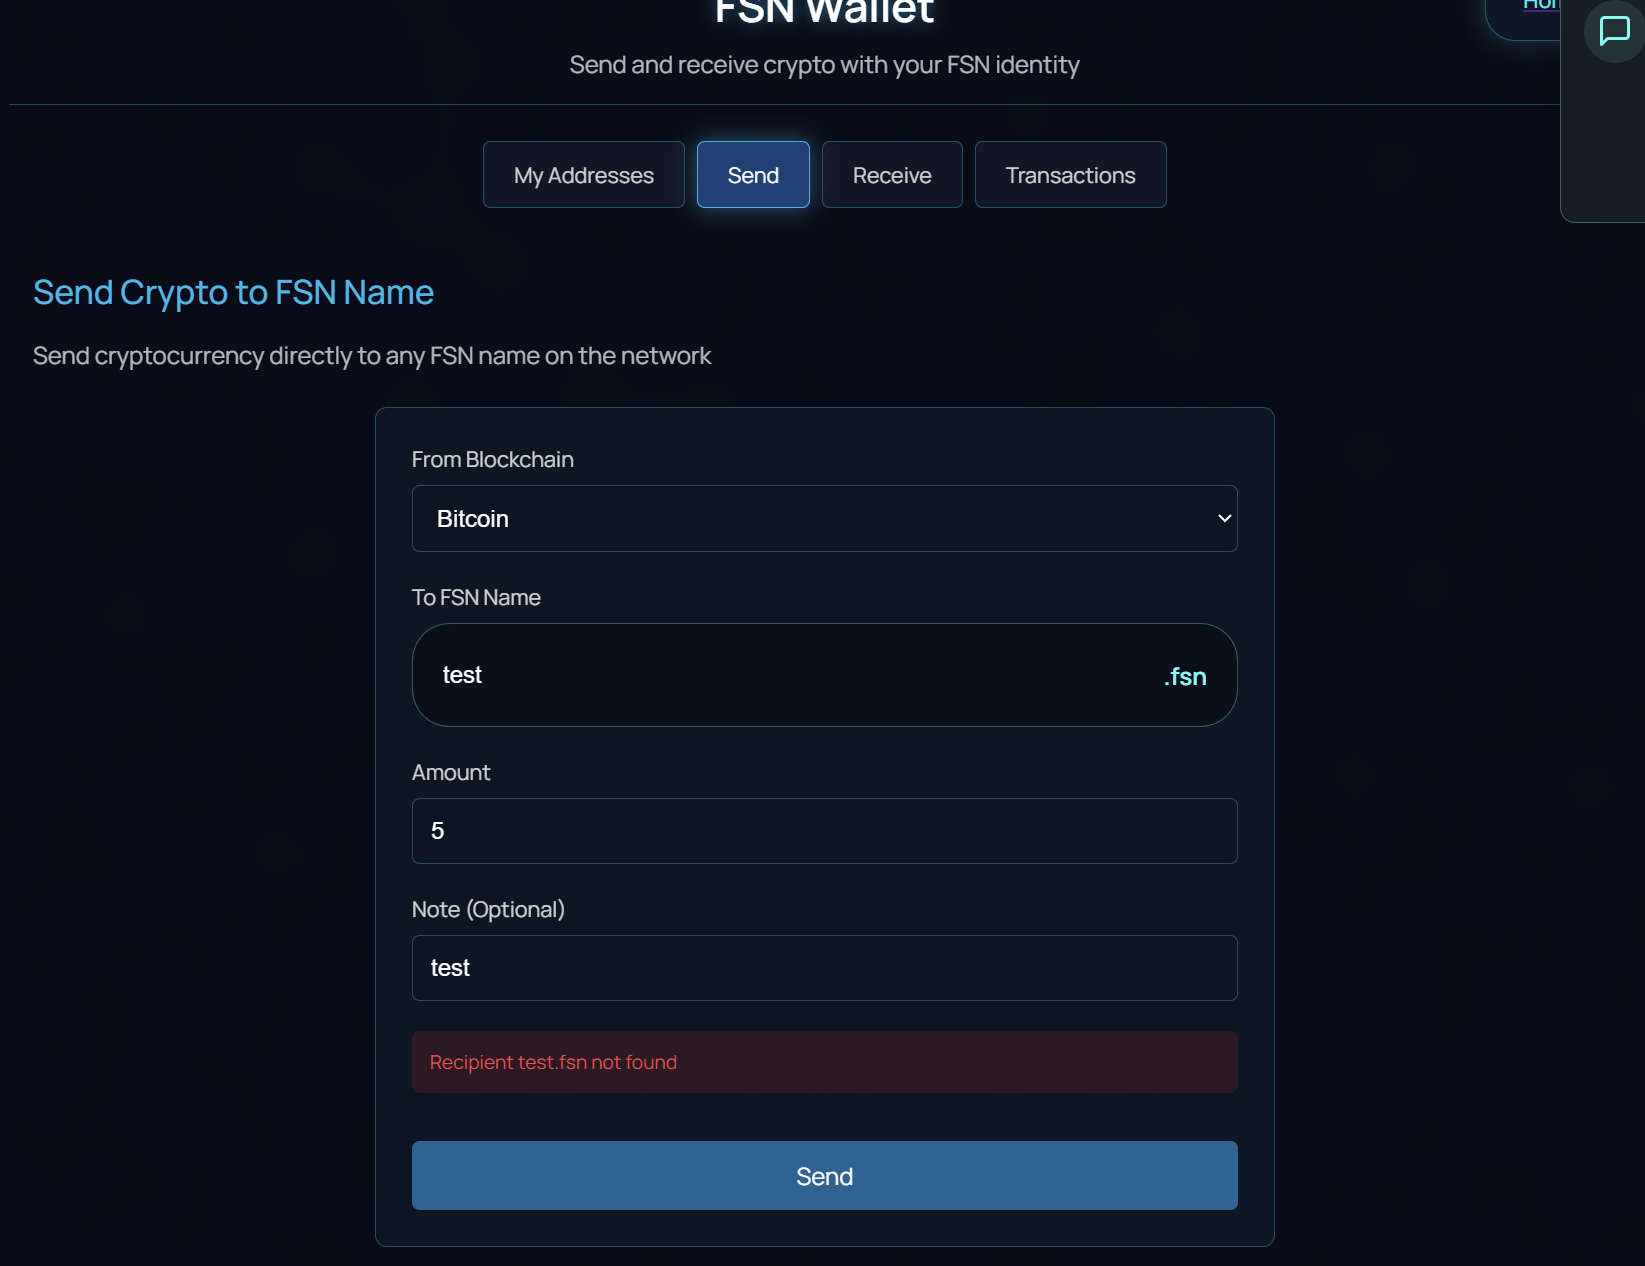 FSN Wallet
Send and receive crypto with your FSN identity
My Addresses
Send
Receive
Transactions
Send Crypto to FSN Name
Send cryptocurrency directly to any FSN name on the network
From Blockchain
Bitcoin
To FSN Name
test
.fsn
Amount
5
Note (Optional)
test
Recipient test.fsn not found
Send